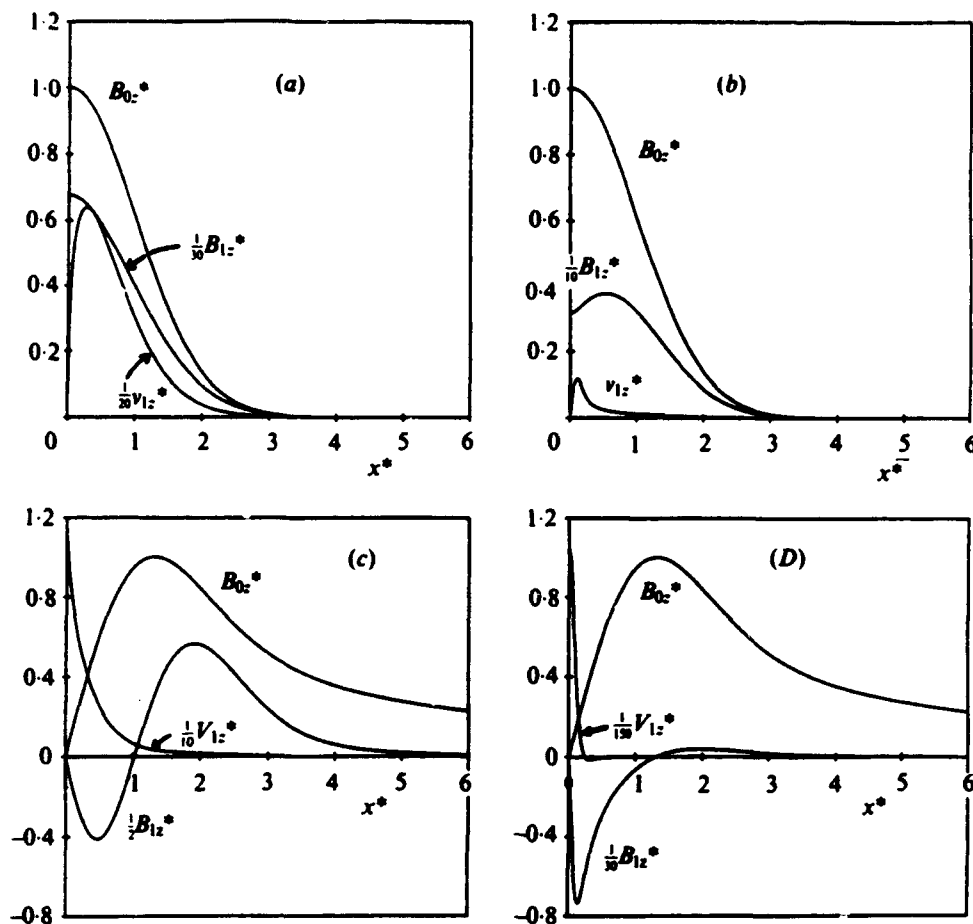 1·2
(a)
(b)
1·0
B₀z*
0·8
0·6
1/30 B₁z*
0·4
0·2
1/20 v₁z*
0 1 2 3 4 5 6
x*
1·2
1·0
B₀z*
0·8
0·6
1/10 B₁z*
0·4
v₁z*
0·2
0 1 2 3 4 5 6
x*
1·2
(c)
B₀z*
0·8
0·4
1/10 V₁z*
0
0 1 2 3 4 5 6
x*
1/2 B₁z*
−0·4
−0·8
1·2
(D)
B₀z*
0·8
0·4
1/150 V₁z*
0
0 1 2 3 4 5 6
x*
−0·4
1/30 B₁z*
−0·8